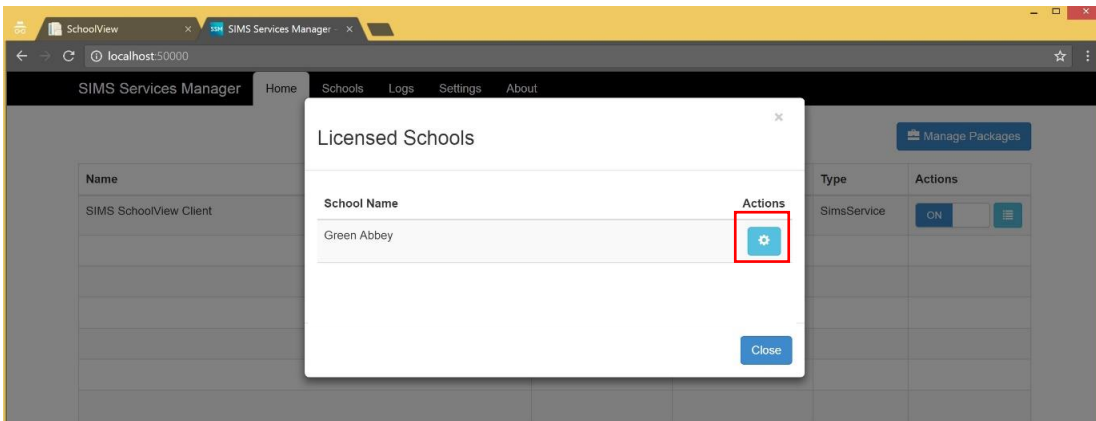 SchoolView × SSM SIMS Services Manager - ×
localhost:50000
SIMS Services Manager Home Schools Logs Settings About
×
Licensed Schools
Manage Packages
Name Type Actions
School Name Actions
SIMS SchoolView Client SimsService ON
Green Abbey
Close